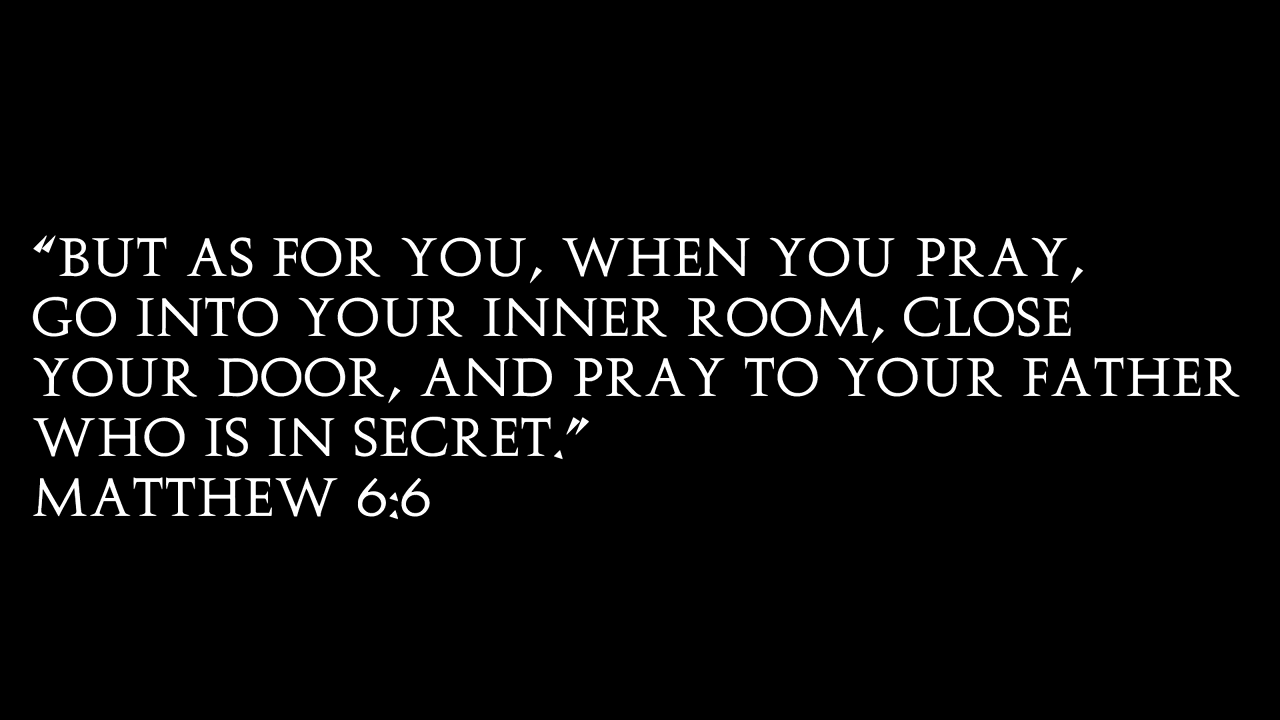 “BUT AS FOR YOU, WHEN YOU PRAY,
GO INTO YOUR INNER ROOM, CLOSE
YOUR DOOR, AND PRAY TO YOUR FATHER
WHO IS IN SECRET.”
MATTHEW 6:6